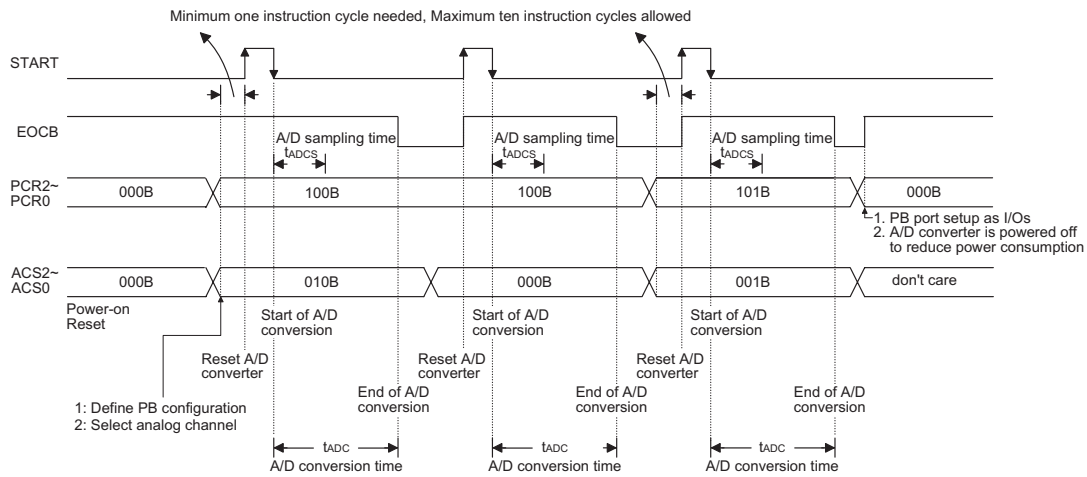 Minimum one instruction cycle needed, Maximum ten instruction cycles allowed
START
EOCB
A/D sampling time
tADCS
A/D sampling time
tADCS
A/D sampling time
tADCS
PCR2~
PCR0
000B
100B
100B
101B
000B
1. PB port setup as I/Os
2. A/D converter is powered off
to reduce power consumption
ACS2~
ACS0
000B
010B
000B
001B
don't care
Power-on
Reset
Start of A/D
conversion
Start of A/D
conversion
Start of A/D
conversion
Reset A/D
converter
Reset A/D
converter
Reset A/D
converter
1: Define PB configuration
2: Select analog channel
End of A/D
conversion
End of A/D
conversion
End of A/D
conversion
tADC
A/D conversion time
tADC
A/D conversion time
tADC
A/D conversion time